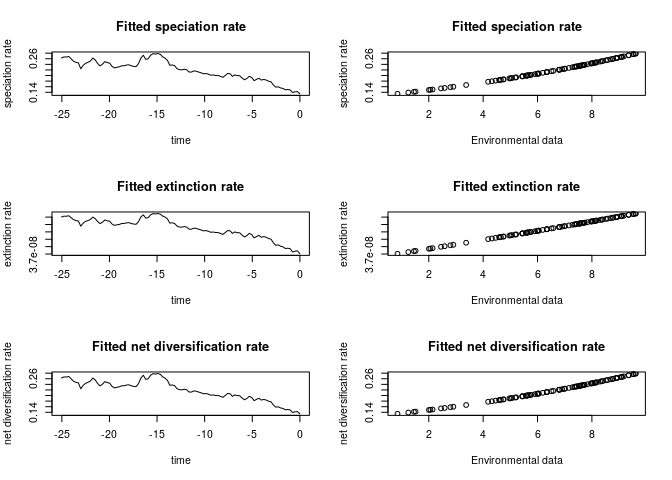 Fitted speciation rate
speciation rate
0.14 0.26
-25 -20 -15 -10 -5 0
time
Fitted speciation rate
speciation rate
0.14 0.26
2 4 6 8
Environmental data
Fitted extinction rate
extinction rate
3.7e-08
-25 -20 -15 -10 -5 0
time
Fitted extinction rate
extinction rate
3.7e-08
2 4 6 8
Environmental data
Fitted net diversification rate
net diversification rate
0.14 0.26
-25 -20 -15 -10 -5 0
time
Fitted net diversification rate
net diversification rate
0.14 0.26
2 4 6 8
Environmental data